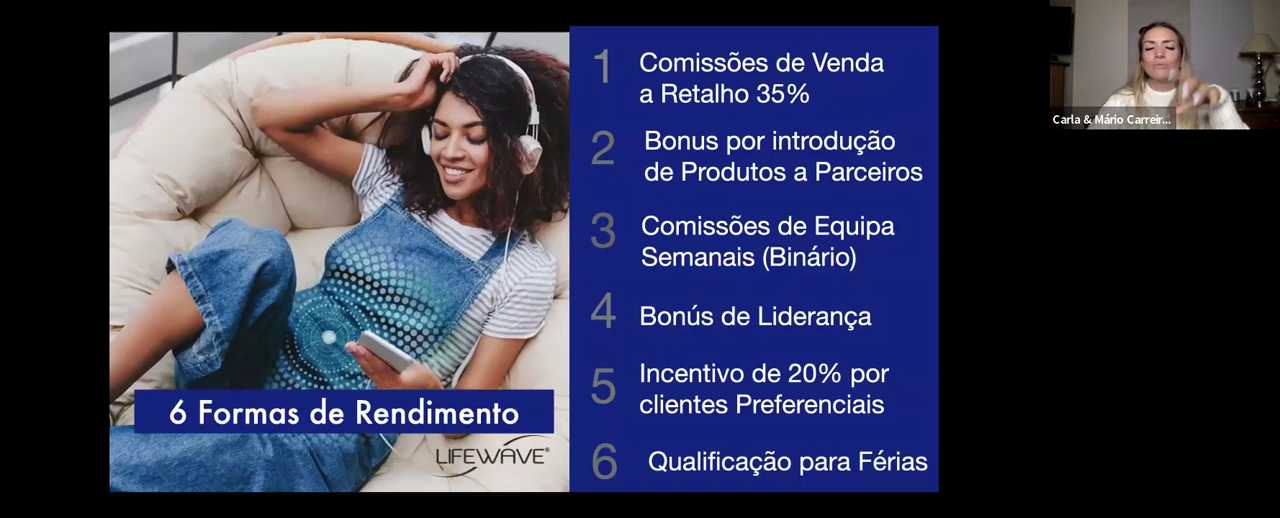 6 Formas de Rendimento
LIFEWAVE®
1 Comissões de Venda
a Retalho 35%
2 Bonus por introdução
de Produtos a Parceiros
3 Comissões de Equipa
Semanais (Binário)
4 Bonús de Liderança
5 Incentivo de 20% por
clientes Preferenciais
6 Qualificação para Férias
Carla & Mário Carreir...